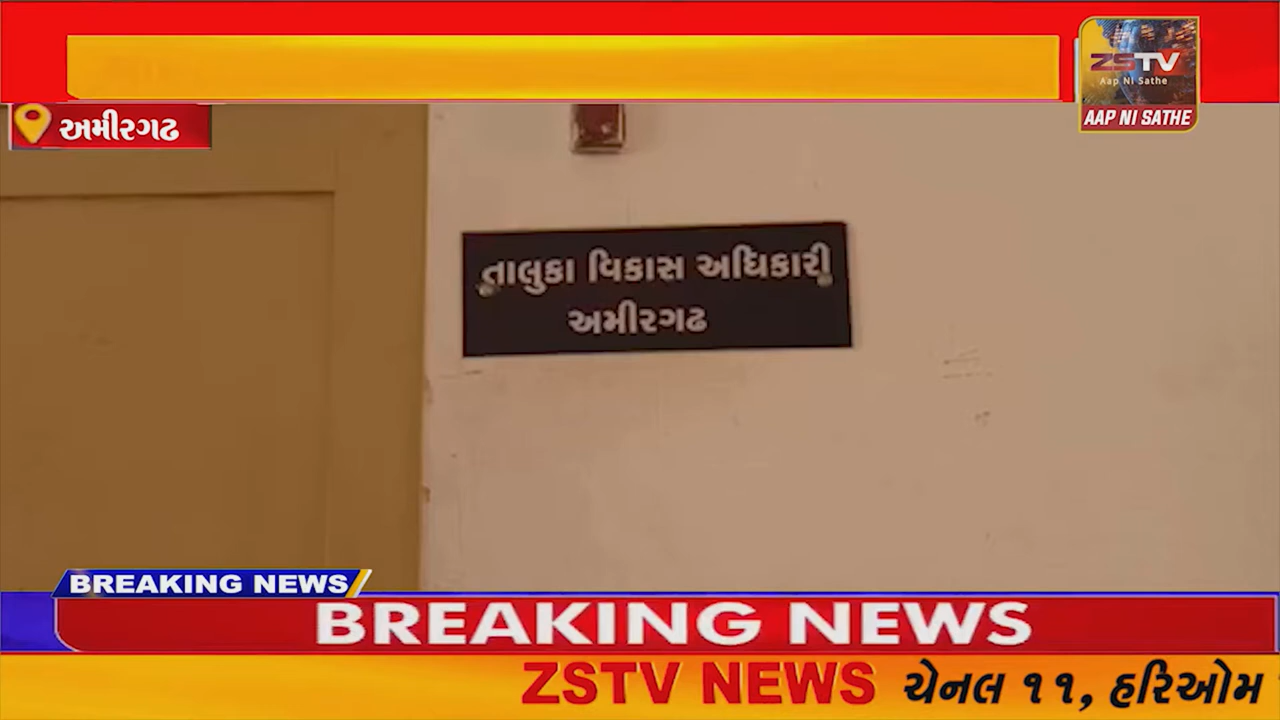 ZSTV
Aap Ni Sathe
AAP NI SATHE
અમીરગઢ
તાલુકા વિકાસ અધિકારી
અમીરગઢ
BREAKING NEWS
BREAKING NEWS
ZSTV NEWS ચેનલ ૧૧, હરિઓમ